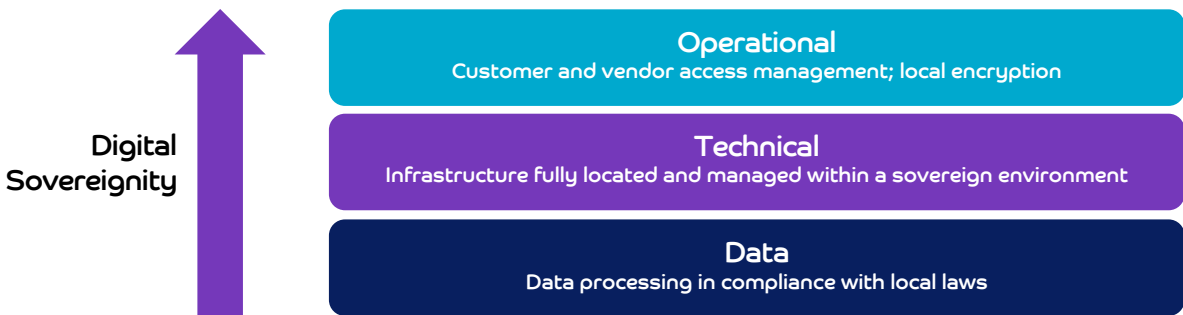 Digital
Sovereignity
Operational
Customer and vendor access management; local encryption
Technical
Infrastructure fully located and managed within a sovereign environment
Data
Data processing in compliance with local laws